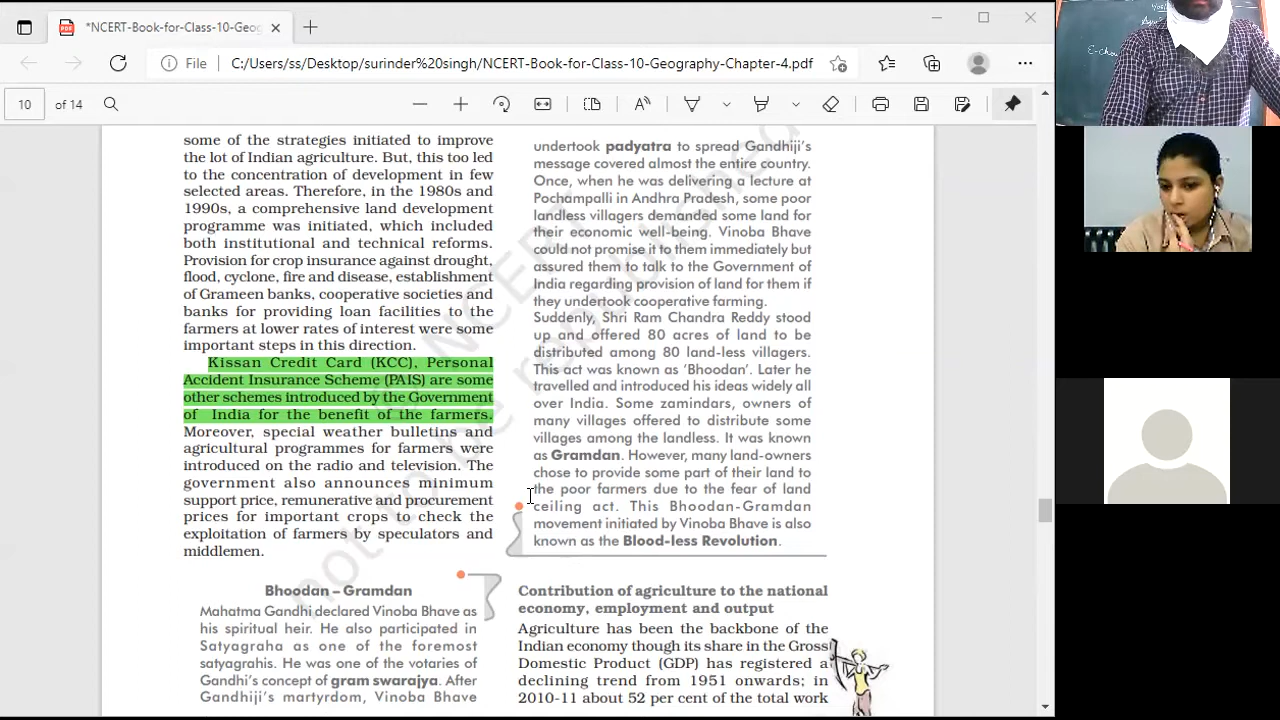 *NCERT-Book-for-Class-10-Geog
File
C:/Users/ss/Desktop/surinder%20singh/NCERT-Book-for-Class-10-Geography-Chapter-4.pdf
10 of 14
some of the strategies initiated to improve
the lot of Indian agriculture. But, this too led
to the concentration of development in few
selected areas. Therefore, in the 1980s and
1990s, a comprehensive land development
programme was initiated, which included
both institutional and technical reforms.
Provision for crop insurance against drought,
flood, cyclone, fire and disease, establishment
of Grameen banks, cooperative societies and
banks for providing loan facilities to the
farmers at lower rates of interest were some
important steps in this direction.
Kissan Credit Card (KCC), Personal
Accident Insurance Scheme (PAIS) are some
other schemes introduced by the Government
of India for the benefit of the farmers.
Moreover, special weather bulletins and
agricultural programmes for farmers were
introduced on the radio and television. The
government also announces minimum
support price, remunerative and procurement
prices for important crops to check the
exploitation of farmers by speculators and
middlemen.
Bhoodan – Gramdan
Mahatma Gandhi declared Vinoba Bhave as
his spiritual heir. He also participated in
Satyagraha as one of the foremost
satyagrahis. He was one of the votaries of
Gandhi's concept of gram swarajya. After
Gandhiji's martyrdom, Vinoba Bhave
undertook padyatra to spread Gandhiji's
message covered almost the entire country.
Once, when he was delivering a lecture at
Pochampalli in Andhra Pradesh, some poor
landless villagers demanded some land for
their economic well-being. Vinoba Bhave
could not promise it to them immediately but
assured them to talk to the Government of
India regarding provision of land for them if
they undertook cooperative farming.
Suddenly, Shri Ram Chandra Reddy stood
up and offered 80 acres of land to be
distributed among 80 land-less villagers.
This act was known as 'Bhoodan'. Later he
travelled and introduced his ideas widely all
over India. Some zamindars, owners of
many villages offered to distribute some
villages among the landless. It was known
as Gramdan. However, many land-owners
chose to provide some part of their land to
the poor farmers due to the fear of land
ceiling act. This Bhoodan-Gramdan
movement initiated by Vinoba Bhave is also
known as the Blood-less Revolution.
Contribution of agriculture to the national
economy, employment and output
Agriculture has been the backbone of the
Indian economy though its share in the Gross
Domestic Product (GDP) has registered a
declining trend from 1951 onwards; in
2010-11 about 52 per cent of the total work
NCERT
not to be republished